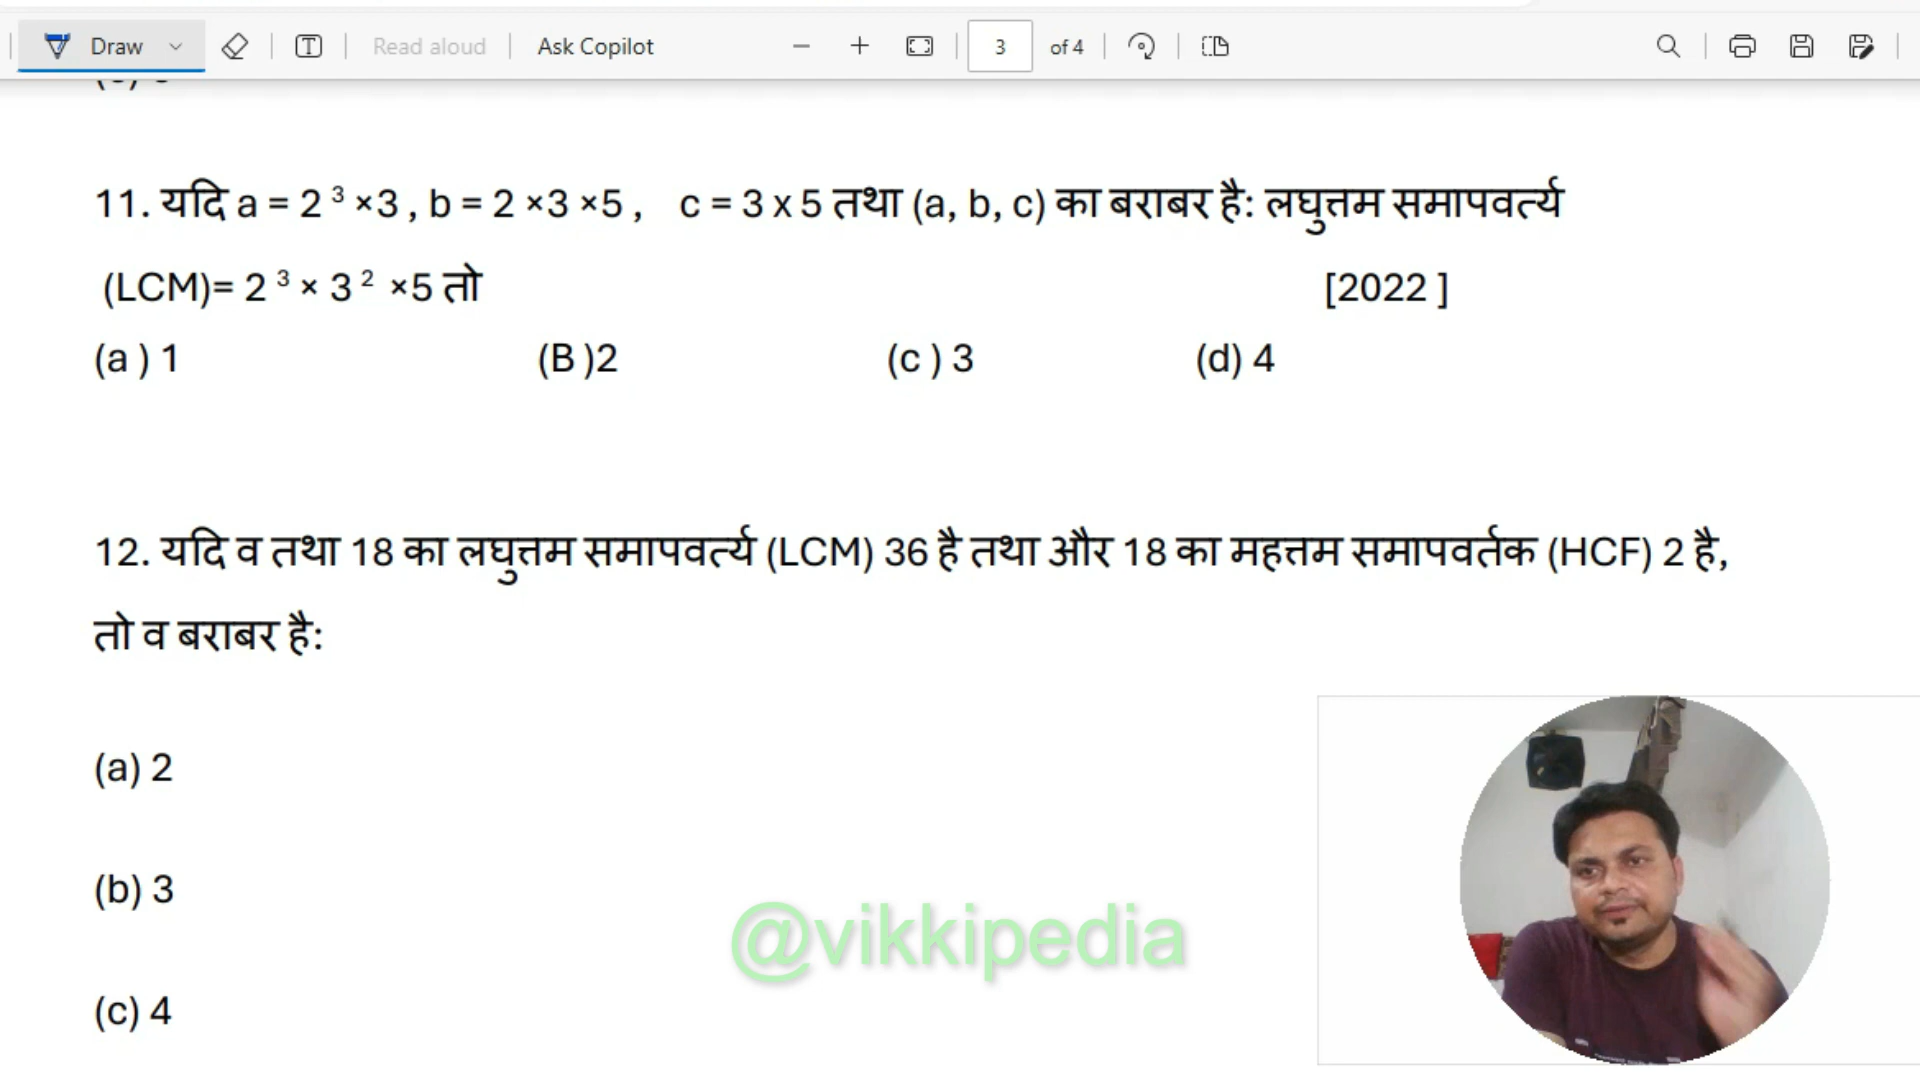 Draw
Read aloud
Ask Copilot
3
of 4
11. यदि a = 2 ³ ×3 , b = 2 ×3 ×5 , c = 3 x 5 तथा (a, b, c) का बराबर है: लघुत्तम समापवर्त्य
(LCM)= 2 ³ × 3 ² ×5 तो [2022 ]
(a ) 1 (B )2 (c ) 3 (d) 4
12. यदि व तथा 18 का लघुत्तम समापवर्त्य (LCM) 36 है तथा और 18 का महत्तम समापवर्तक (HCF) 2 है,
तो व बराबर है:
(a) 2
(b) 3
@vikkipedia
(c) 4